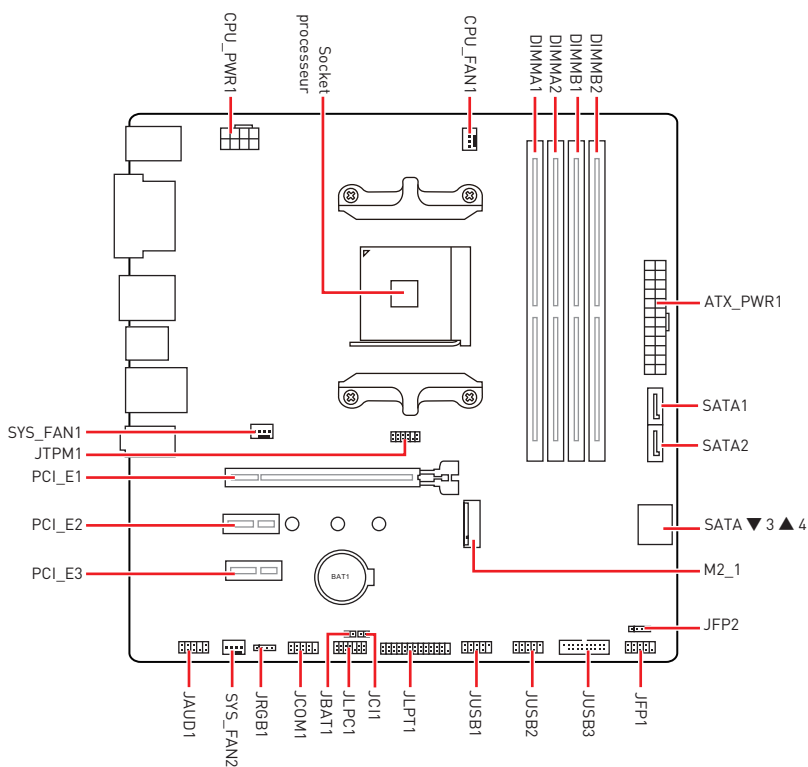 CPU_PWR1
Socket
processeur
CPU_FAN1
DIMMA1
DIMMA2
DIMMB1
DIMMB2
ATX_PWR1
SATA1
SATA2
SYS_FAN1
JTPM1
PCI_E1
PCI_E2
SATA ▼ 3 ▲ 4
M2_1
PCI_E3
BAT1
JFP2
JAUD1
SYS_FAN2
JRGB1
JCOM1
JBAT1
JLPC1
JCI1
JLPT1
JUSB1
JUSB2
JUSB3
JFP1